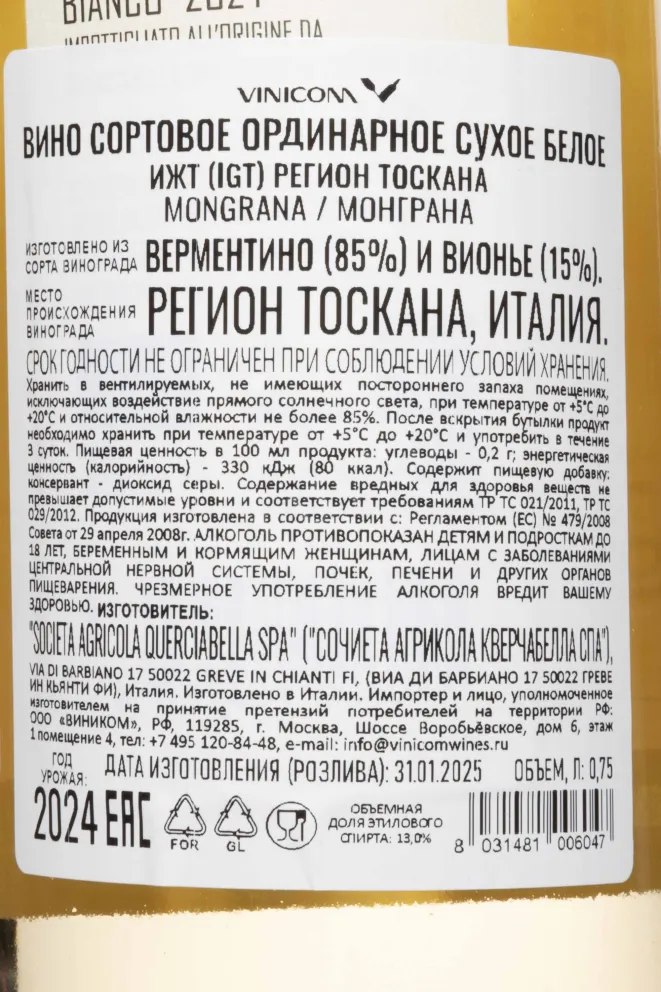 BIANCO 2024
IMBOTTIGLIATO ALL'ORIGINE DA
VINICOM
ВИНО СОРТОВОЕ ОРДИНАРНОЕ СУХОЕ БЕЛОЕ
ИЖТ (IGT) РЕГИОН ТОСКАНА
MONGRANA / МОНГРАНА
ИЗГОТОВЛЕНО ИЗ
СОРТА ВИНОГРАДА ВЕРМЕНТИНО (85%) И ВИОНЬЕ (15%).
МЕСТО
ПРОИСХОЖДЕНИЯ
ВИНОГРАДА РЕГИОН ТОСКАНА, ИТАЛИЯ.
СРОК ГОДНОСТИ НЕ ОГРАНИЧЕН ПРИ СОБЛЮДЕНИИ УСЛОВИЙ ХРАНЕНИЯ.
Хранить в вентилируемых, не имеющих постороннего запаха помещениях,
исключающих воздействие прямого солнечного света, при температуре от +5°С до
+20°С и относительной влажности не более 85%. После вскрытия бутылки продукт
необходимо хранить при температуре от +5°С до +20°С и употребить в течение
3 суток. Пищевая ценность в 100 мл продукта: углеводы - 0,2 г; энергетическая
ценность (калорийность) - 330 кДж (80 ккал). Содержит пищевую добавку:
консервант - диоксид серы. Содержание вредных для здоровья веществ не
превышает допустимые уровни и соответствует требованиям ТР ТС 021/2011, ТР ТС
029/2012. Продукция изготовлена в соответствии с: Регламентом (ЕС) № 479/2008
Совета от 29 апреля 2008г. АЛКОГОЛЬ ПРОТИВОПОКАЗАН ДЕТЯМ И ПОДРОСТКАМ ДО
18 ЛЕТ, БЕРЕМЕННЫМ И КОРМЯЩИМ ЖЕНЩИНАМ, ЛИЦАМ С ЗАБОЛЕВАНИЯМИ
ЦЕНТРАЛЬНОЙ НЕРВНОЙ СИСТЕМЫ, ПОЧЕК, ПЕЧЕНИ И ДРУГИХ ОРГАНОВ
ПИЩЕВАРЕНИЯ. ЧРЕЗМЕРНОЕ УПОТРЕБЛЕНИЕ АЛКОГОЛЯ ВРЕДИТ ВАШЕМУ
ЗДОРОВЬЮ. ИЗГОТОВИТЕЛЬ:
"SOCIETA AGRICOLA QUERCIABELLA SPA" ("СОЧИЕТА АГРИКОЛА КВЕРЧАБЕЛЛА СПА"),
VIA DI BARBIANO 17 50022 GREVE IN CHIANTI FI, (ВИА ДИ БАРБИАНО 17 50022 ГРЕВЕ
ИН КЬЯНТИ ФИ), Италия. Изготовлено в Италии. Импортер и лицо, уполномоченное
изготовителем на принятие претензий потребителей на территории РФ:
ООО «ВИНИКОМ», РФ, 119285, г. Москва, Шоссе Воробьёвское, дом 6, этаж
1 помещение 4, тел: +7 495 120-84-48, e-mail: info@vinicomwines.ru
ГОД
УРОЖАЯ: ДАТА ИЗГОТОВЛЕНИЯ (РОЗЛИВА): 31.01.2025 ОБЪЕМ, Л: 0,75
2024 EAC
FOR GL
ОБЪЕМНАЯ
ДОЛЯ ЭТИЛОВОГО
СПИРТА: 13,0%
8 031481 006047